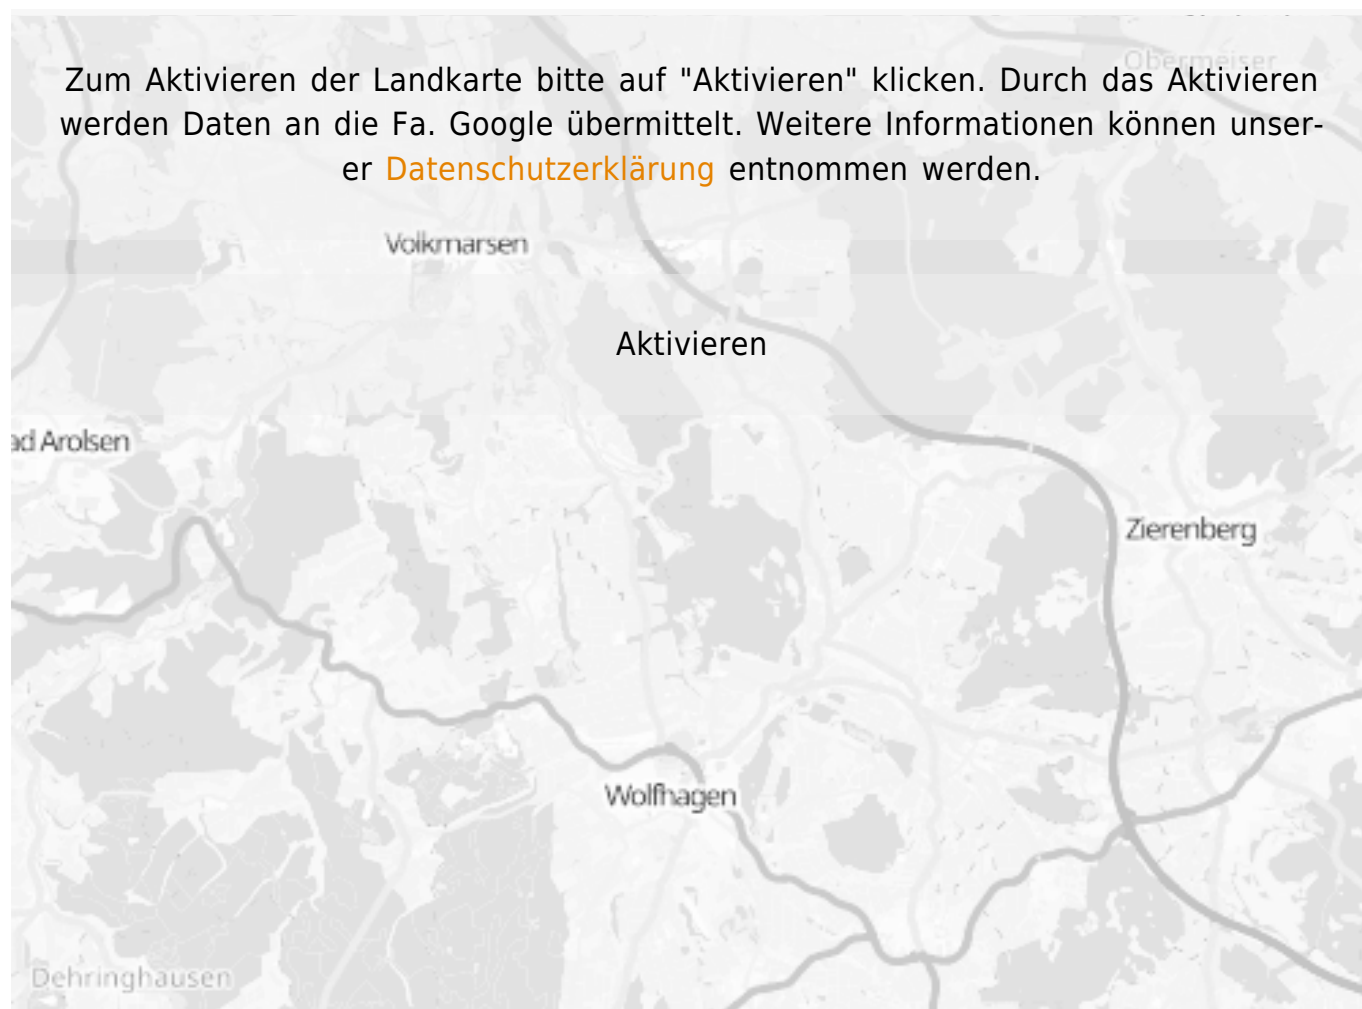 Obermeiser
Zum Aktivieren der Landkarte bitte auf "Aktivieren" klicken. Durch das Aktivieren
werden Daten an die Fa. Google übermittelt. Weitere Informationen können unser-
er Datenschutzerklärung entnommen werden.
Volkmarsen
Aktivieren
ad Arolsen
Zierenberg
Wolfhagen
Dehringhausen